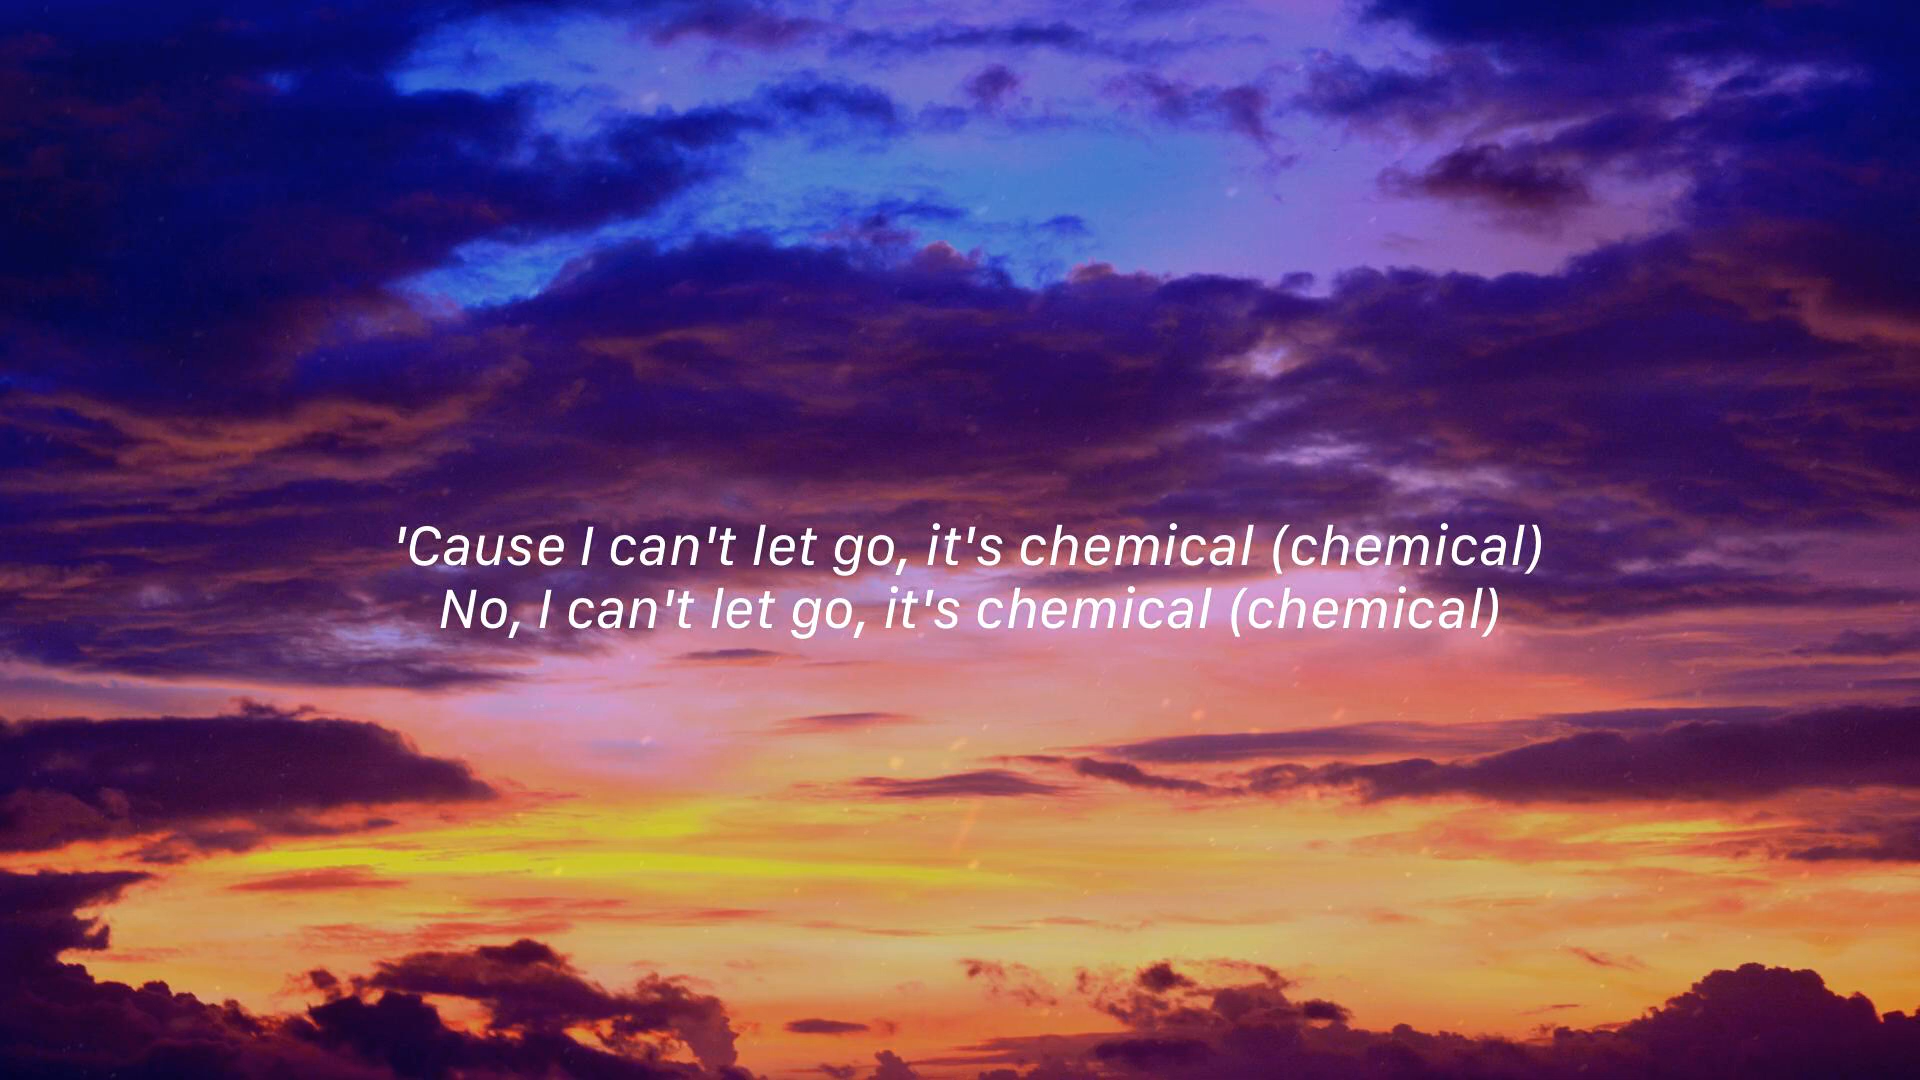 'Cause I can't let go, it's chemical (chemical)
No, I can't let go, it's chemical (chemical)